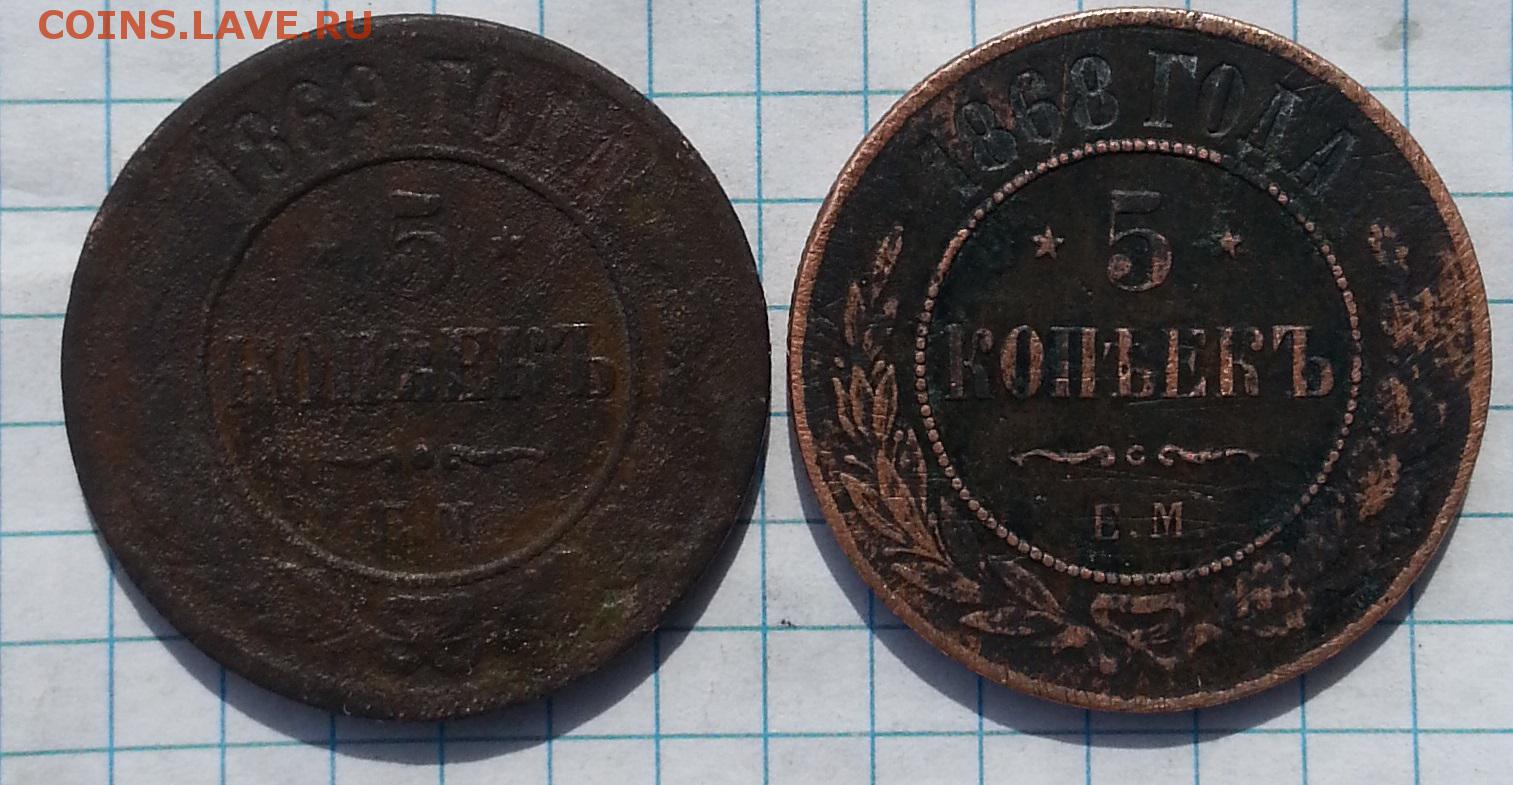 COINS.LAVE.RU
1869 ГОДА
5
КОПѢЕКЪ
Е.М.
1868 ГОДА
5
КОПѢЕКЪ
Е.М.